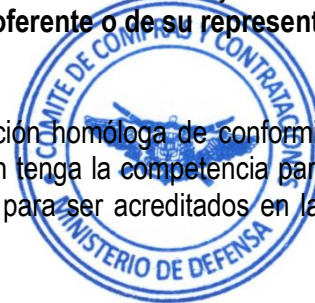 oferente o de su represent
COMITE DE COMPRAS Y CONTRATACIONES
ción homóloga de conformi
n tenga la competencia par
para ser acreditados en la
MINISTERIO DE DEFENSA